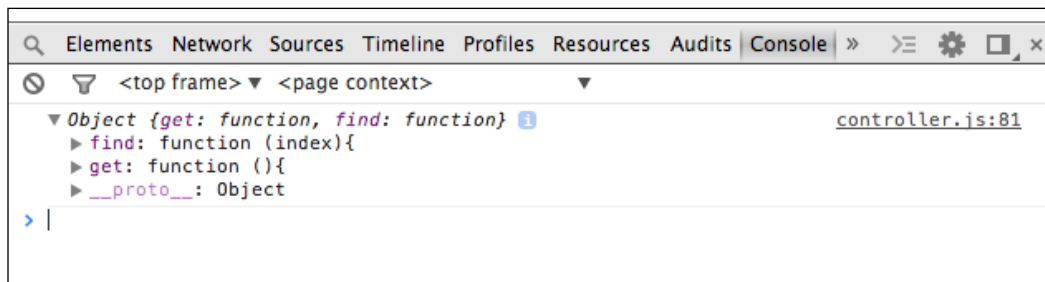 Elements Network Sources Timeline Profiles Resources Audits Console »
<top frame> ▼ <page context> ▼
▼ Object {get: function, find: function} i controller.js:81
▶ find: function (index){
▶ get: function (){
▶ __proto__: Object
>